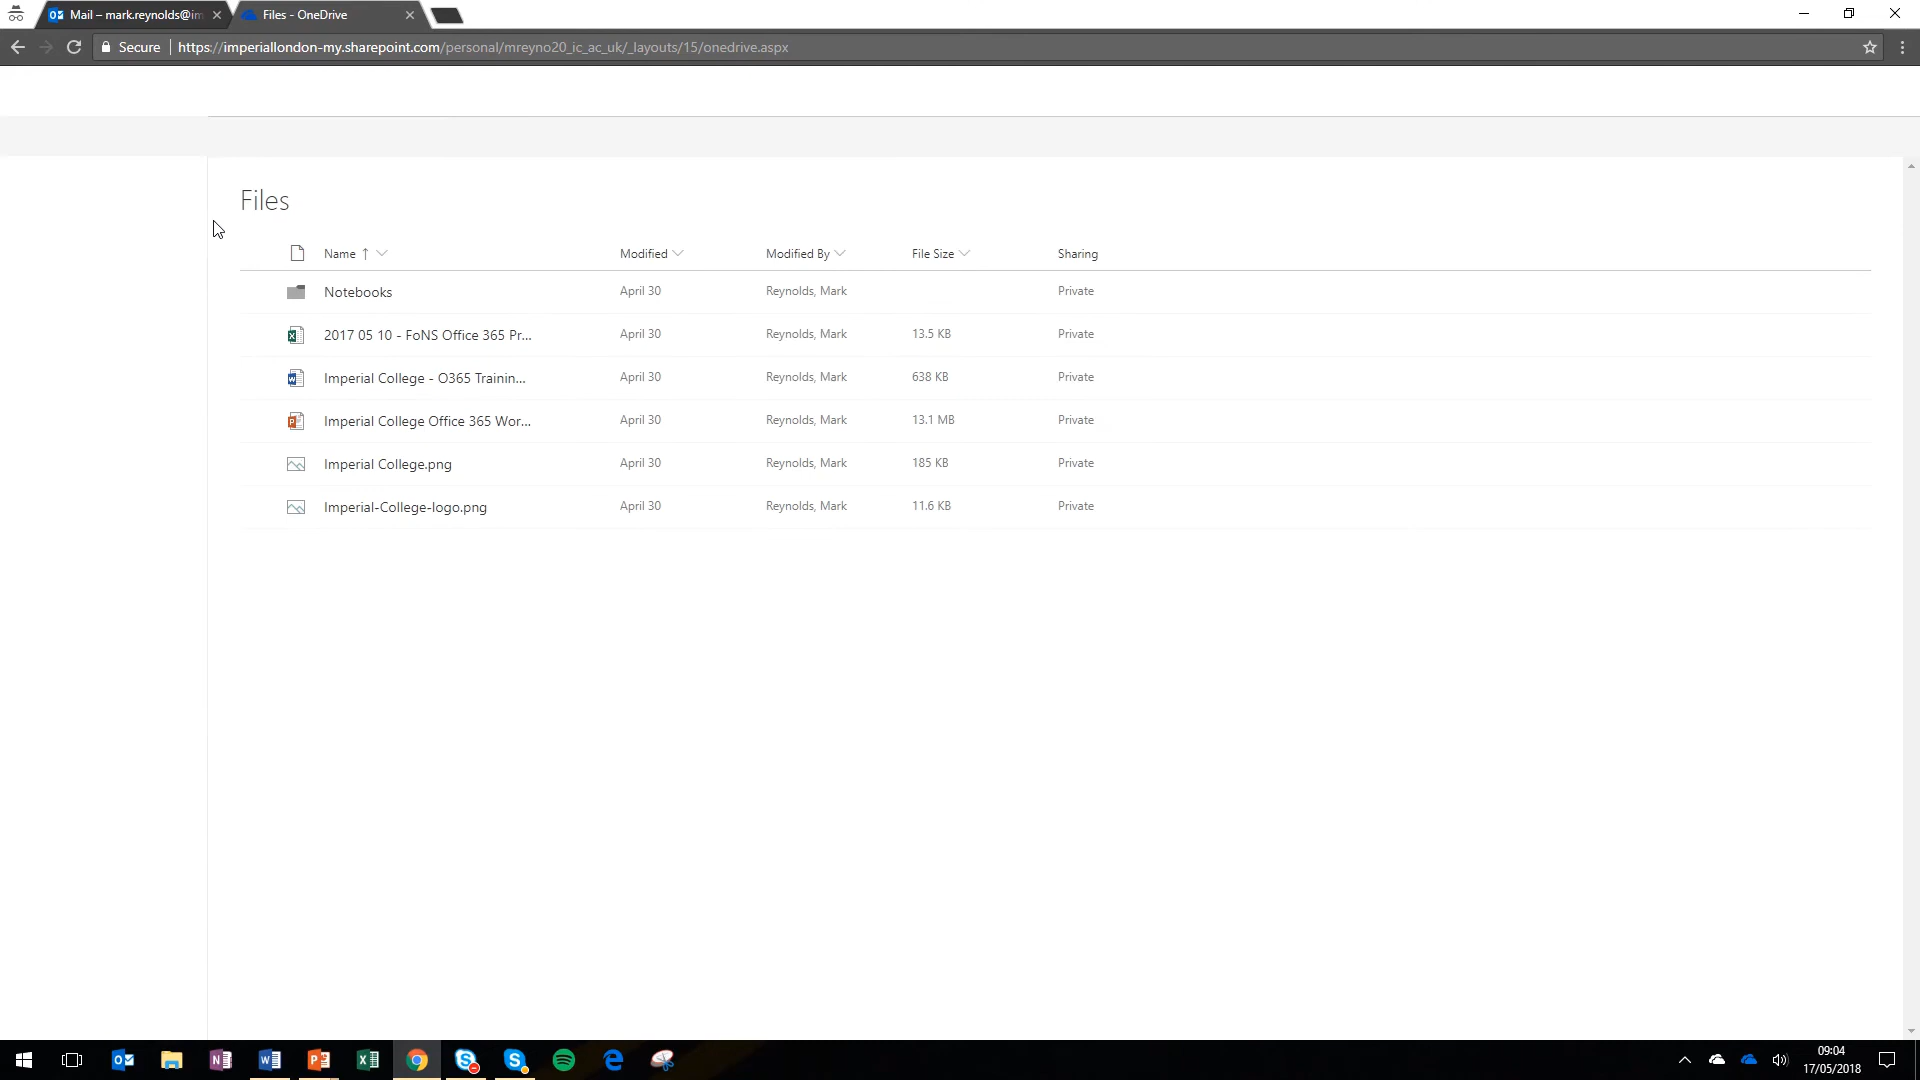 Mail – mark.reynolds@im
Files - OneDrive
Secure
https://imperiallondon-my.sharepoint.com/personal/mreyno20_ic_ac_uk/_layouts/15/onedrive.aspx
Files
Name Modified Modified By File Size Sharing
Notebooks April 30 Reynolds, Mark Private
2017 05 10 - FoNS Office 365 Pr... April 30 Reynolds, Mark 13.5 KB Private
Imperial College - O365 Trainin... April 30 Reynolds, Mark 638 KB Private
Imperial College Office 365 Wor... April 30 Reynolds, Mark 13.1 MB Private
Imperial College.png April 30 Reynolds, Mark 185 KB Private
Imperial-College-logo.png April 30 Reynolds, Mark 11.6 KB Private
09:04
17/05/2018